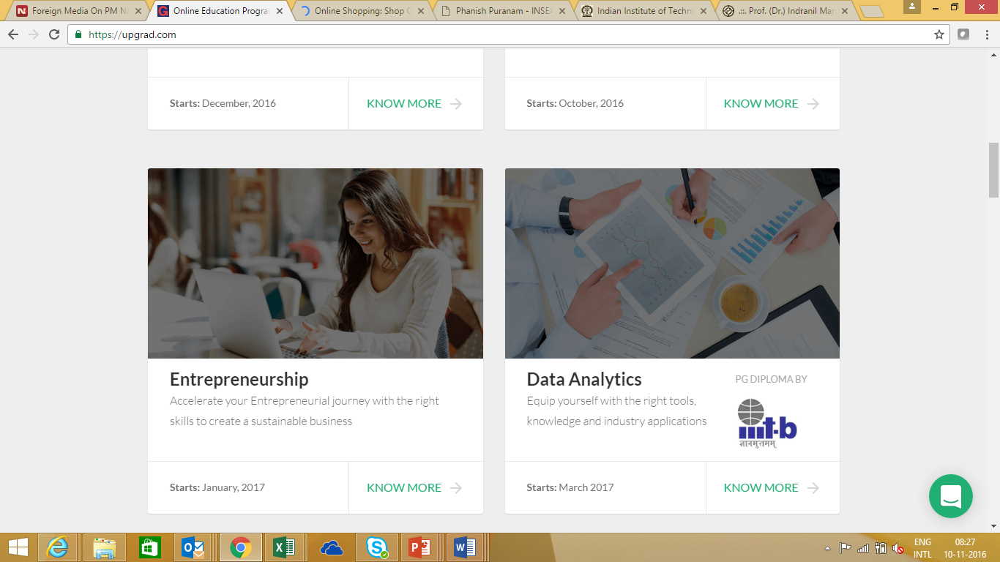 Foreign Media On PM N
Online Education Progra
Online Shopping: Shop
Phanish Puranam - INSEA
Indian Institute of Techn
.::. Prof. (Dr.) Indranil Ma
https://upgrad.com
Starts: December, 2016
KNOW MORE
Starts: October, 2016
KNOW MORE
Entrepreneurship
Accelerate your Entrepreneurial journey with the right
skills to create a sustainable business
Data Analytics
Equip yourself with the right tools,
knowledge and industry applications
PG DIPLOMA BY
iiit-b
ज्ञानमुत्तमम्
Starts: January, 2017
KNOW MORE
Starts: March 2017
KNOW MORE
ENG
INTL
08:27
10-11-2016